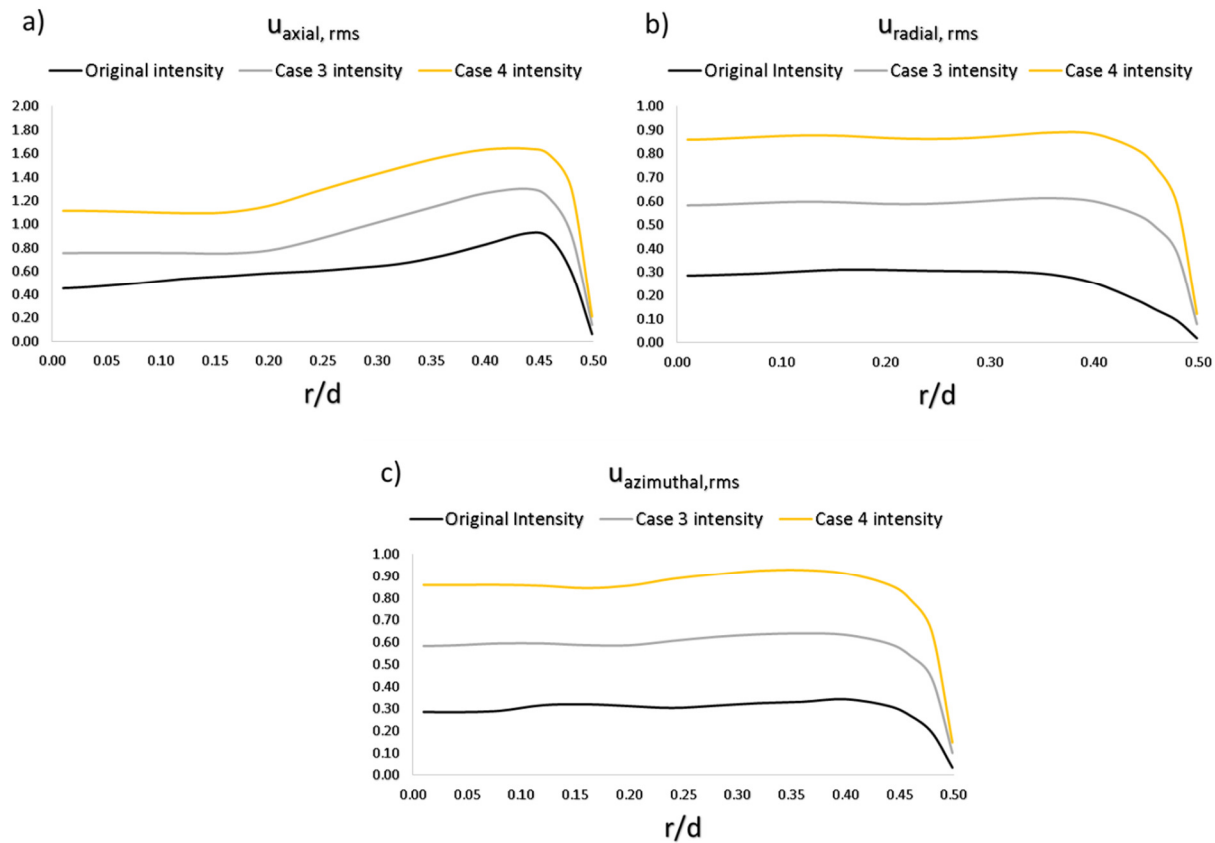 a)
u axial, rms
Original intensity Case 3 intensity Case 4 intensity
2.00
1.80
1.60
1.40
1.20
1.00
0.80
0.60
0.40
0.20
0.00
0.00 0.05 0.10 0.15 0.20 0.25 0.30 0.35 0.40 0.45 0.50
r/d
b)
u radial, rms
Original Intensity Case 3 intensity Case 4 intensity
1.00
0.90
0.80
0.70
0.60
0.50
0.40
0.30
0.20
0.10
0.00
0.00 0.10 0.20 0.30 0.40 0.50
r/d
c)
u azimuthal,rms
Original Intensity Case 3 intensity Case 4 intensity
1.00
0.90
0.80
0.70
0.60
0.50
0.40
0.30
0.20
0.10
0.00
0.00 0.05 0.10 0.15 0.20 0.25 0.30 0.35 0.40 0.45 0.50
r/d